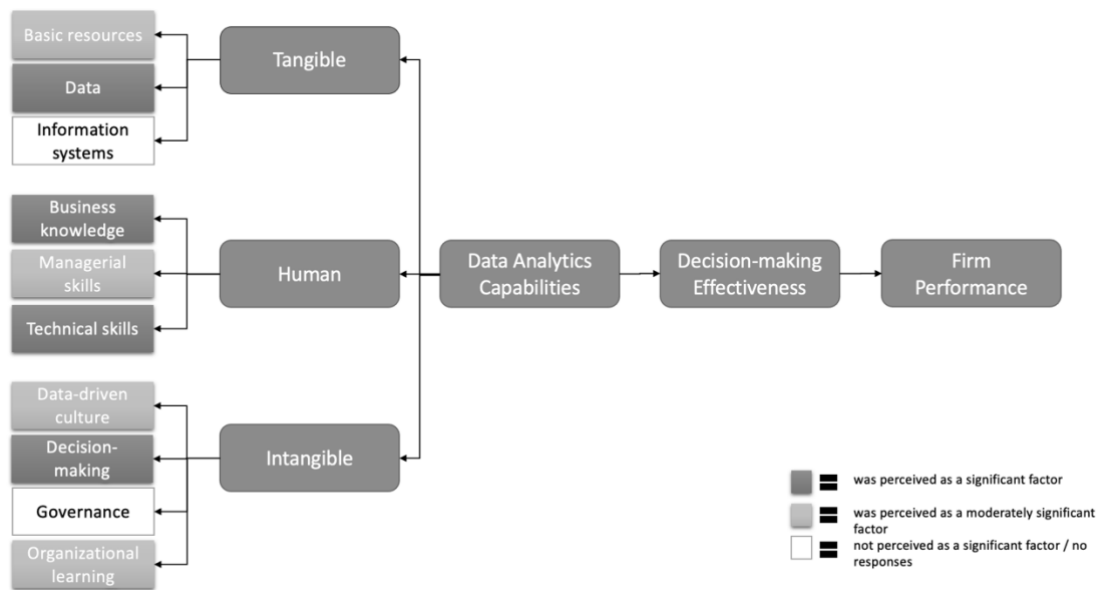 Basic resources
Data
Information
systems
Tangible
Business
knowledge
Managerial
skills
Technical skills
Human
Data Analytics
Capabilities
Decision-making
Effectiveness
Firm
Performance
Data-driven
culture
Decision-
making
Governance
Organizational
learning
Intangible
= was perceived as a significant factor
= was perceived as a moderately significant
factor
= not perceived as a significant factor / no
responses